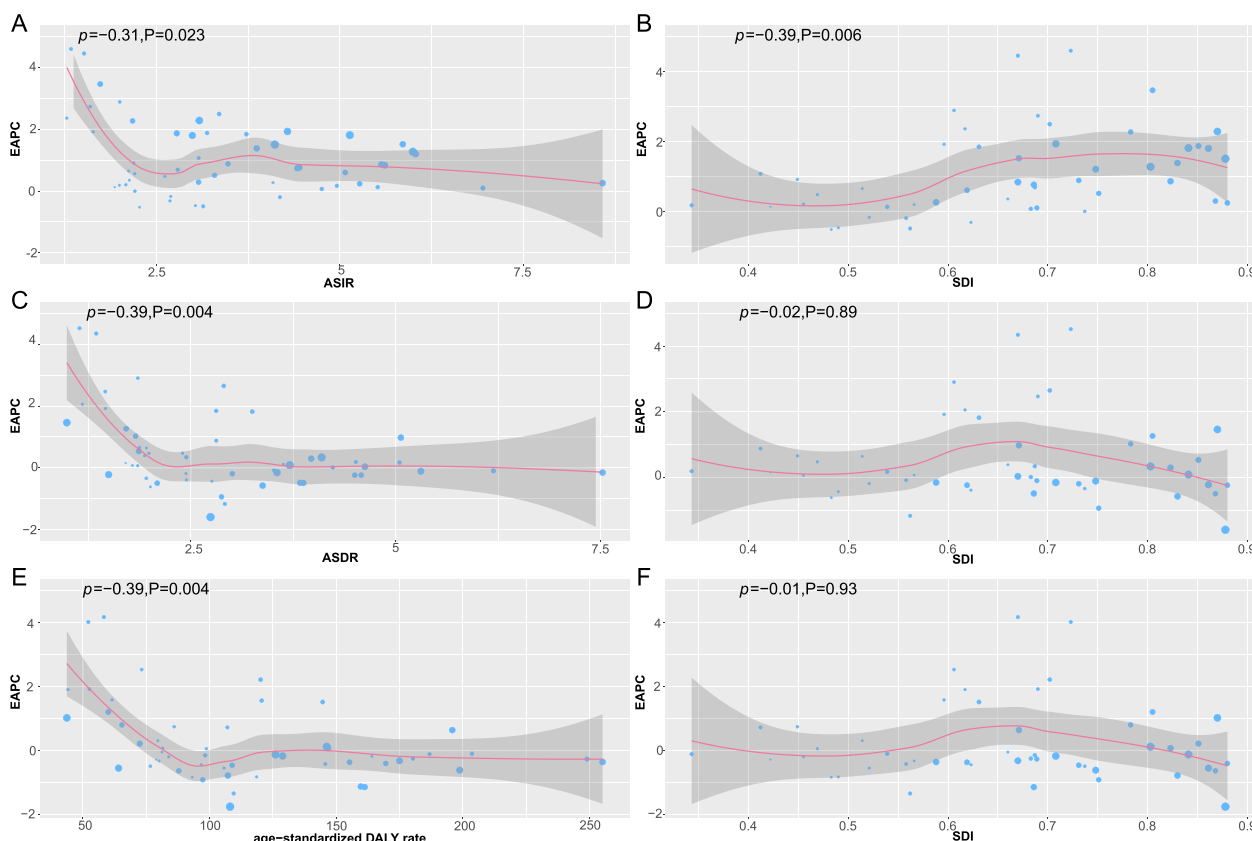 A
p=−0.31,P=0.023
EAPC
4
2
0
−2
2.5
5
7.5
ASIR
B
p=−0.39,P=0.006
EAPC
4
2
0
0.4
0.5
0.6
0.7
0.8
0.9
SDI
C
p=−0.39,P=0.004
EAPC
4
2
0
−2
2.5
5
7.5
ASDR
D
p=−0.02,P=0.89
EAPC
4
2
0
0.4
0.5
0.6
0.7
0.8
0.9
SDI
E
p=−0.39,P=0.004
EAPC
4
2
0
−2
50
100
150
200
250
age−standardized DALY rate
F
p=−0.01,P=0.93
EAPC
4
2
0
−2
0.4
0.5
0.6
0.7
0.8
0.9
SDI